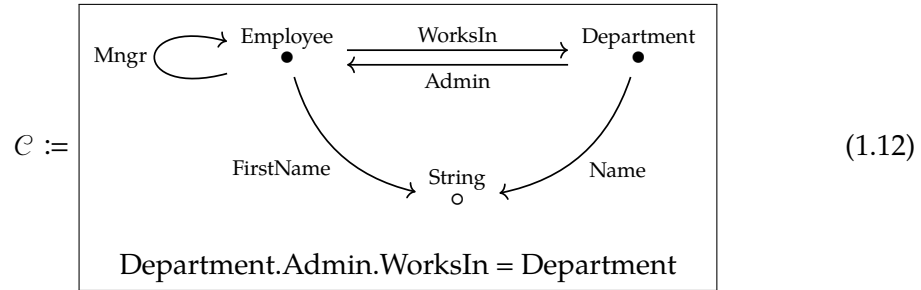 Employee WorksIn Department
Mngr
Admin
𝒞 := (1.12)
FirstName String Name
Department.Admin.WorksIn = Department